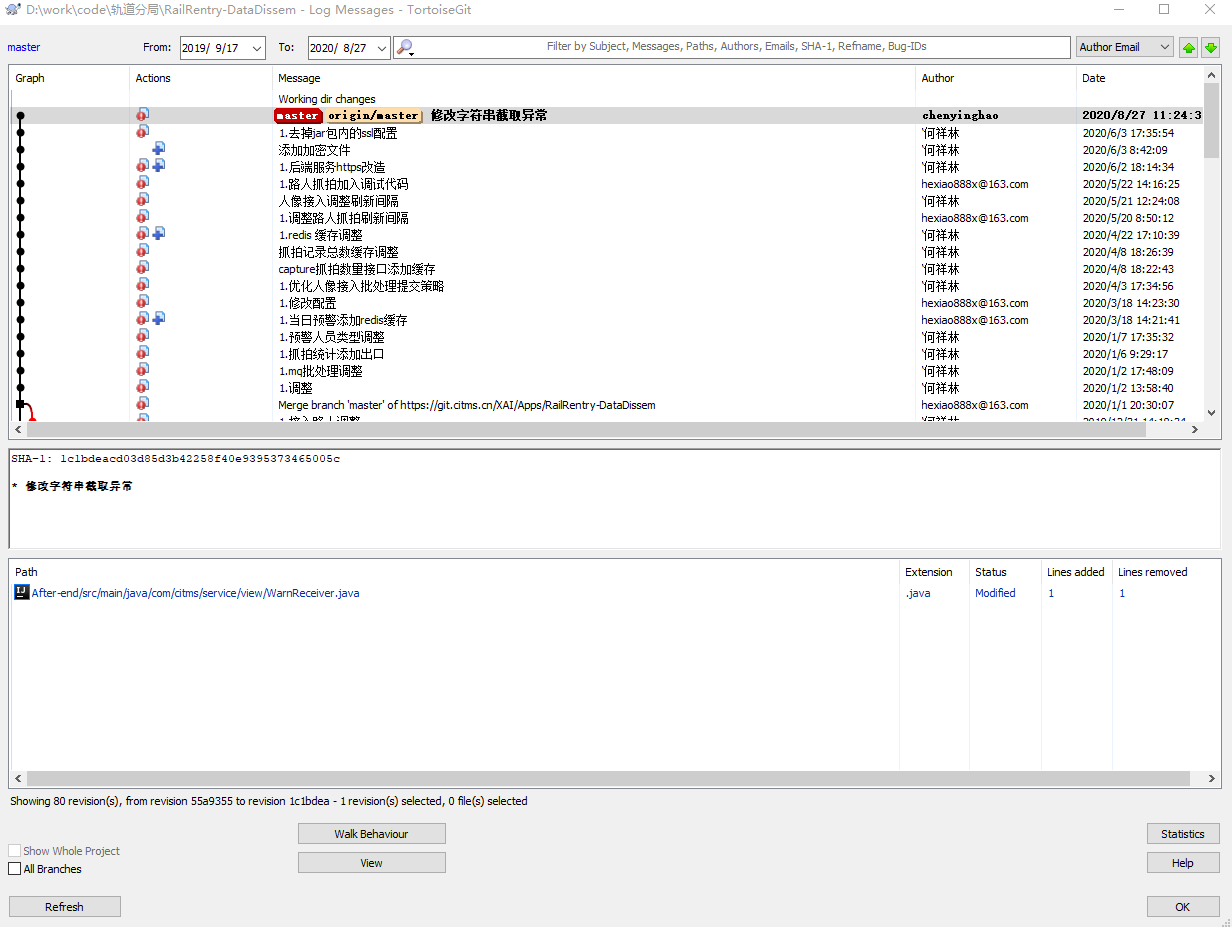 D:\work\code\轨道分局\RailRentry-DataDissem - Log Messages - TortoiseGit
master From: 2019/ 9/17 To: 2020/ 8/27 Filter by Subject, Messages, Paths, Authors, Emails, SHA-1, Refname, Bug-IDs Author Email
Graph Actions Message Author Date
Working dir changes
master origin/master 修改字符串截取异常 chenyinghao 2020/8/27 11:24:3
1.去掉jar包内的ssl配置 '何祥林 2020/6/3 17:35:54
添加加密文件 '何祥林 2020/6/3 8:42:09
1.后端服务https改造 '何祥林 2020/6/2 18:14:34
1.路人抓拍加入调试代码 hexiao888x@163.com 2020/5/22 14:16:25
人像接入调整刷新间隔 '何祥林 2020/5/21 12:24:08
1.调整路人抓拍刷新间隔 hexiao888x@163.com 2020/5/20 8:50:12
1.redis 缓存调整 '何祥林 2020/4/22 17:10:39
抓拍记录总数缓存调整 '何祥林 2020/4/8 18:26:39
capture抓拍数量接口添加缓存 '何祥林 2020/4/8 18:22:43
1.优化人像接入批处理提交策略 '何祥林 2020/4/3 17:34:56
1.修改配置 hexiao888x@163.com 2020/3/18 14:23:30
1.当日预警添加redis缓存 hexiao888x@163.com 2020/3/18 14:21:41
1.预警人员类型调整 '何祥林 2020/1/7 17:35:32
1.抓拍统计添加出口 '何祥林 2020/1/6 9:29:17
1.mq批处理调整 '何祥林 2020/1/2 17:48:09
1.调整 '何祥林 2020/1/2 13:58:40
Merge branch 'master' of https://git.citms.cn/XAI/Apps/RailRentry-DataDissem hexiao888x@163.com 2020/1/1 20:30:07
SHA-1: 1c1bdeacd03d85d3b42258f40e9395373465005c
* 修改字符串截取异常
Path Extension Status Lines added Lines removed
After-end/src/main/java/com/citms/service/view/WarnReceiver.java .java Modified 1 1
Showing 80 revision(s), from revision 55a9355 to revision 1c1bdea - 1 revision(s) selected, 0 file(s) selected
Walk Behaviour Statistics
Show Whole Project
View Help
All Branches
Refresh OK